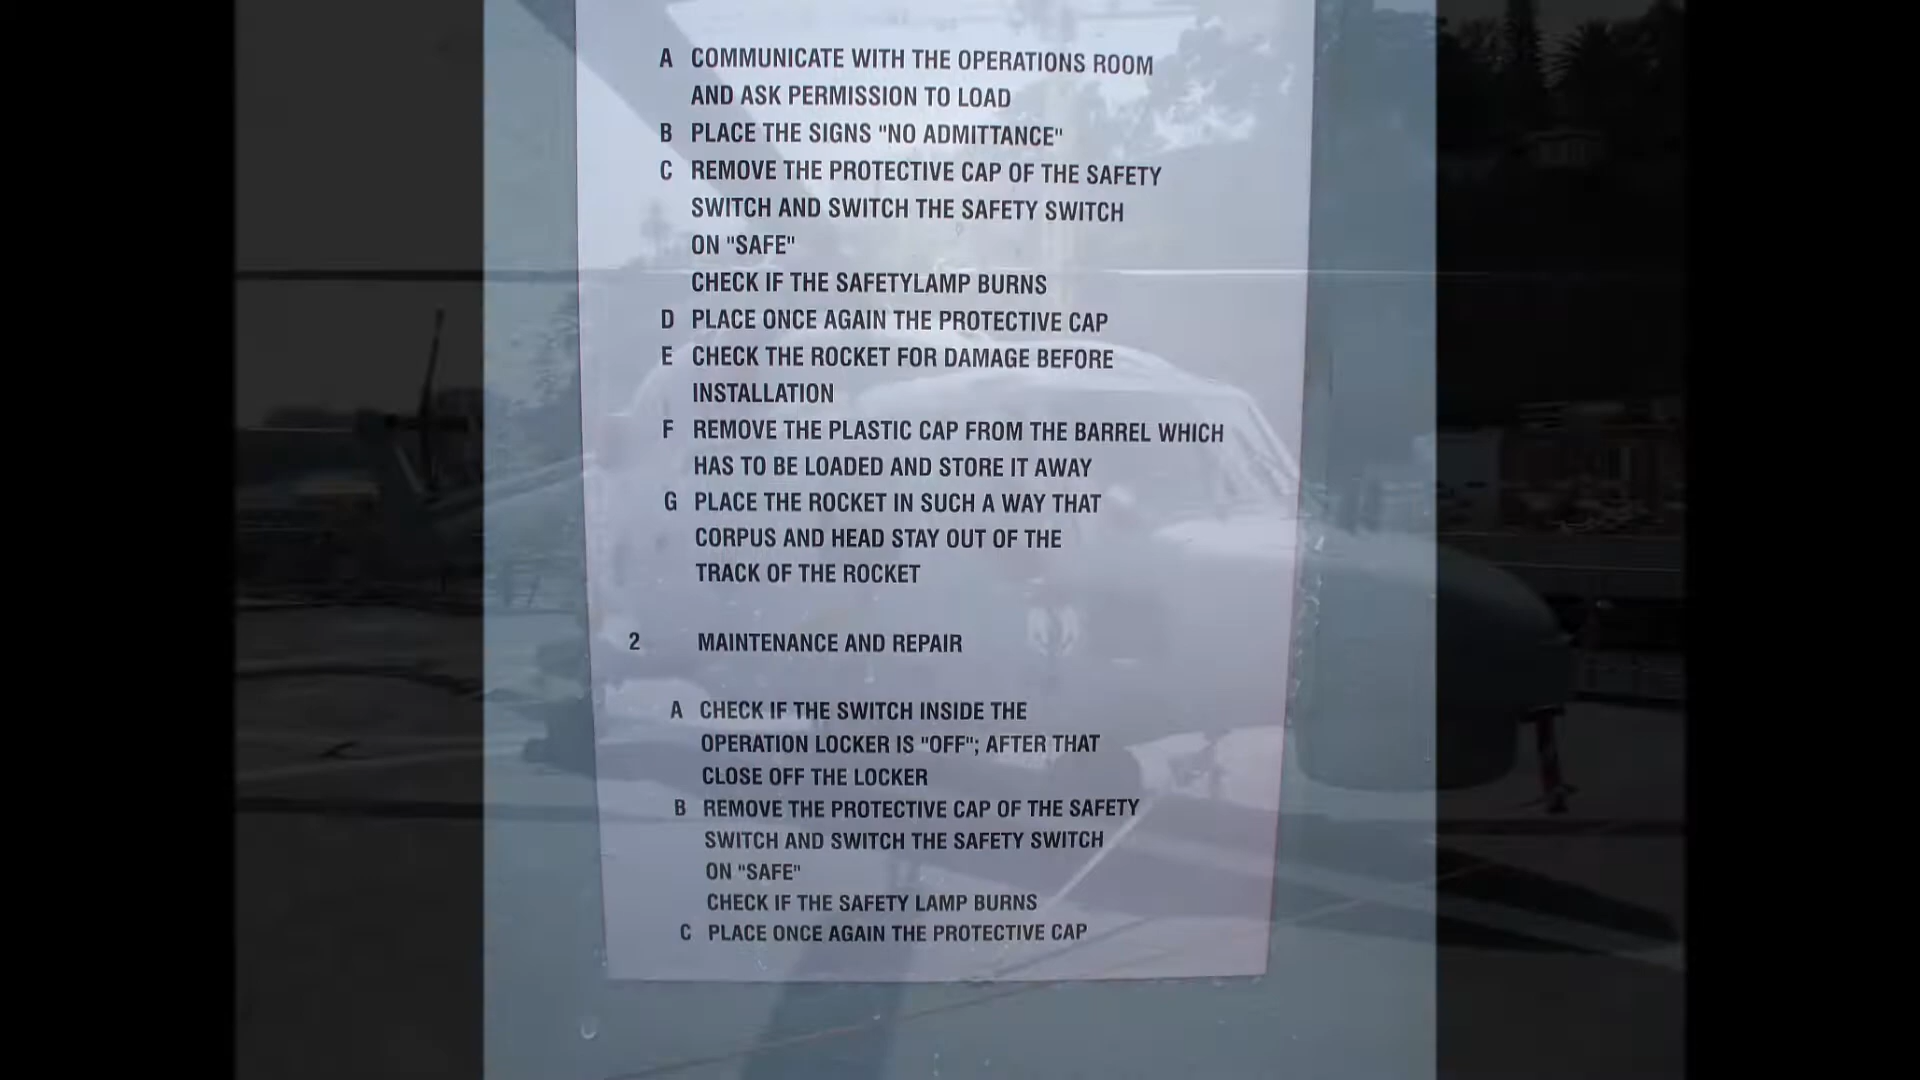 A COMMUNICATE WITH THE OPERATIONS ROOM
AND ASK PERMISSION TO LOAD
B PLACE THE SIGNS "NO ADMITTANCE"
C REMOVE THE PROTECTIVE CAP OF THE SAFETY
SWITCH AND SWITCH THE SAFETY SWITCH
ON "SAFE"
CHECK IF THE SAFETYLAMP BURNS
D PLACE ONCE AGAIN THE PROTECTIVE CAP
E CHECK THE ROCKET FOR DAMAGE BEFORE
INSTALLATION
F REMOVE THE PLASTIC CAP FROM THE BARREL WHICH
HAS TO BE LOADED AND STORE IT AWAY
G PLACE THE ROCKET IN SUCH A WAY THAT
CORPUS AND HEAD STAY OUT OF THE
TRACK OF THE ROCKET
2 MAINTENANCE AND REPAIR
A CHECK IF THE SWITCH INSIDE THE
OPERATION LOCKER IS "OFF"; AFTER THAT
CLOSE OFF THE LOCKER
B REMOVE THE PROTECTIVE CAP OF THE SAFETY
SWITCH AND SWITCH THE SAFETY SWITCH
ON "SAFE"
CHECK IF THE SAFETY LAMP BURNS
C PLACE ONCE AGAIN THE PROTECTIVE CAP